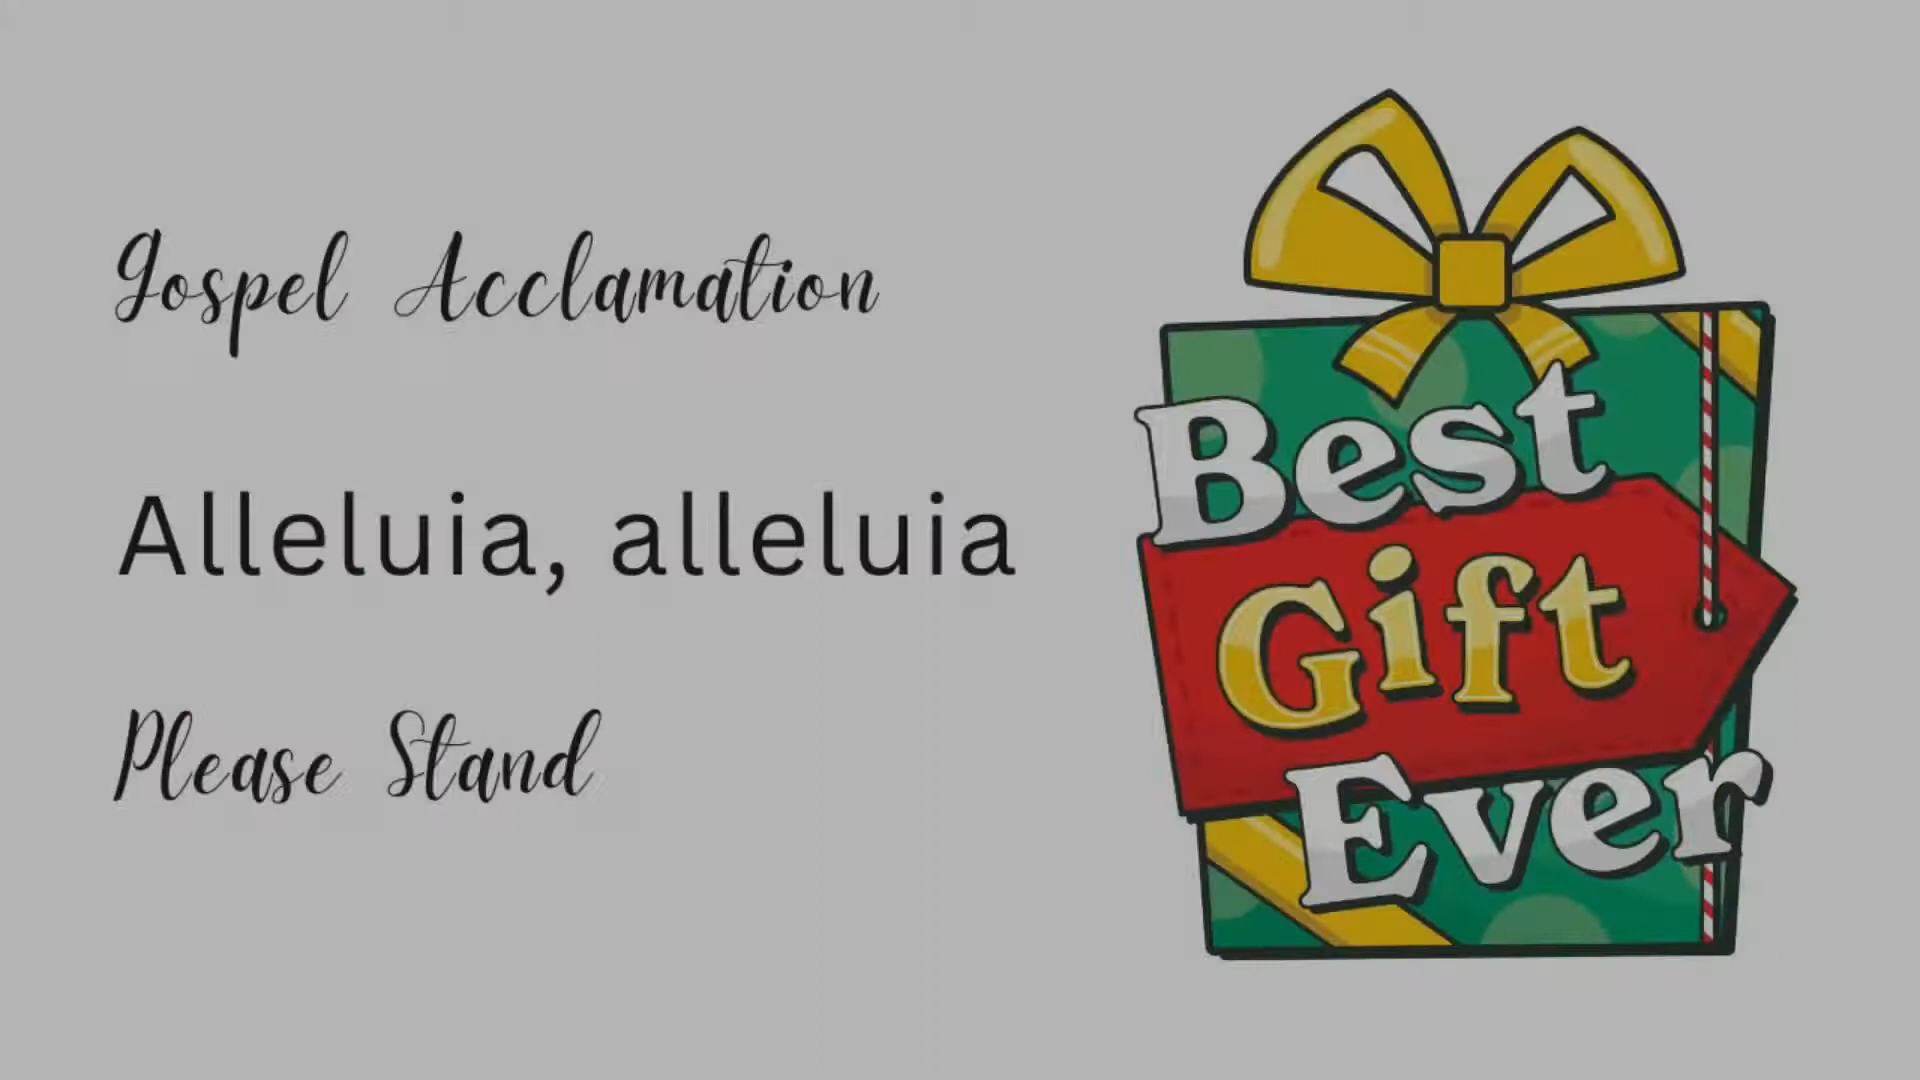 Gospel Acclamation
Alleluia, alleluia
Please Stand
Best
Gift
Ever